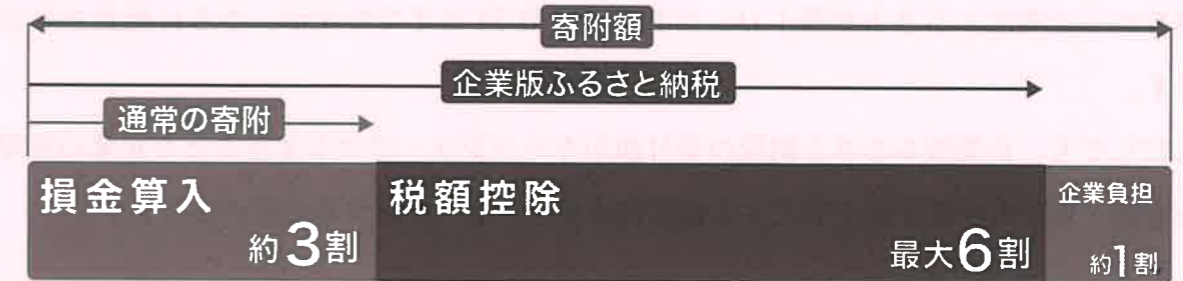 寄附額
企業版ふるさと納税
通常の寄附
損金算入
約3割
税額控除
最大6割
企業負担
約1割